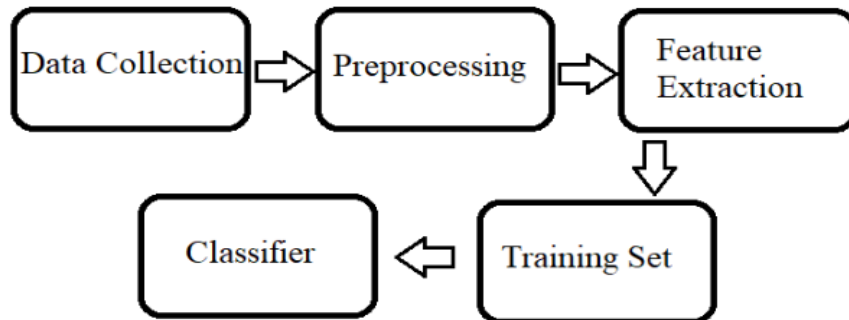 Data Collection
Preprocessing
Feature
Extraction
Training Set
Classifier